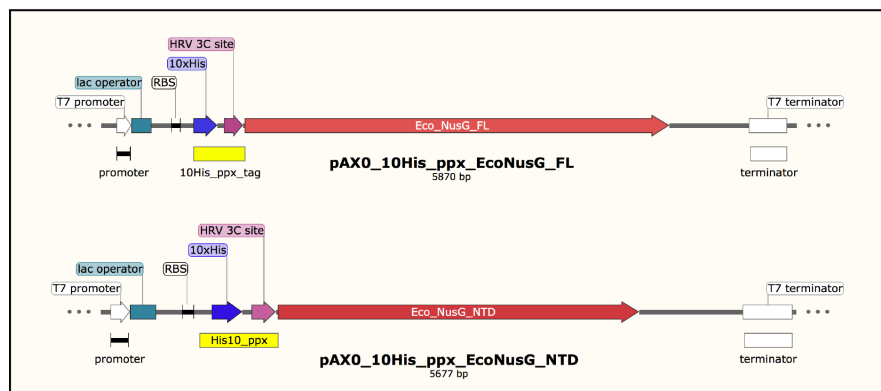 HRV 3C site
10xHis
lac operator RBS
T7 promoter T7 terminator
Eco_NusG_FL
promoter 10His_ppx_tag pAX0_10His_ppx_EcoNusG_FL terminator
5870 bp
HRV 3C site
10xHis
lac operator RBS
T7 promoter T7 terminator
Eco_NusG_NTD
promoter His10_ppx pAX0_10His_ppx_EcoNusG_NTD terminator
5677 bp